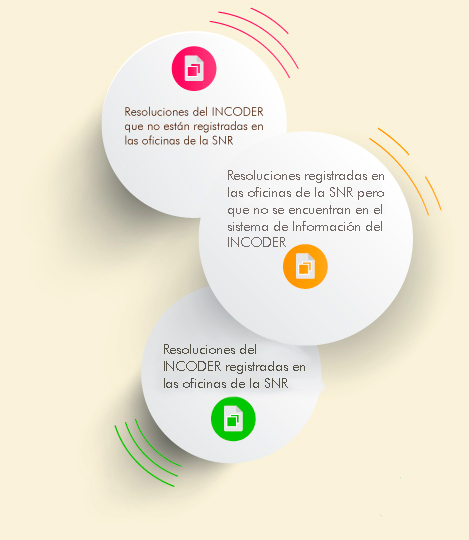 Resoluciones del INCODER
que no están registradas en
las oficinas de la SNR
Resoluciones registradas en
las oficinas de la SNR pero
que no se encuentran en el
sistema de Información del
INCODER
Resoluciones del
INCODER registradas en
las oficinas de la SNR